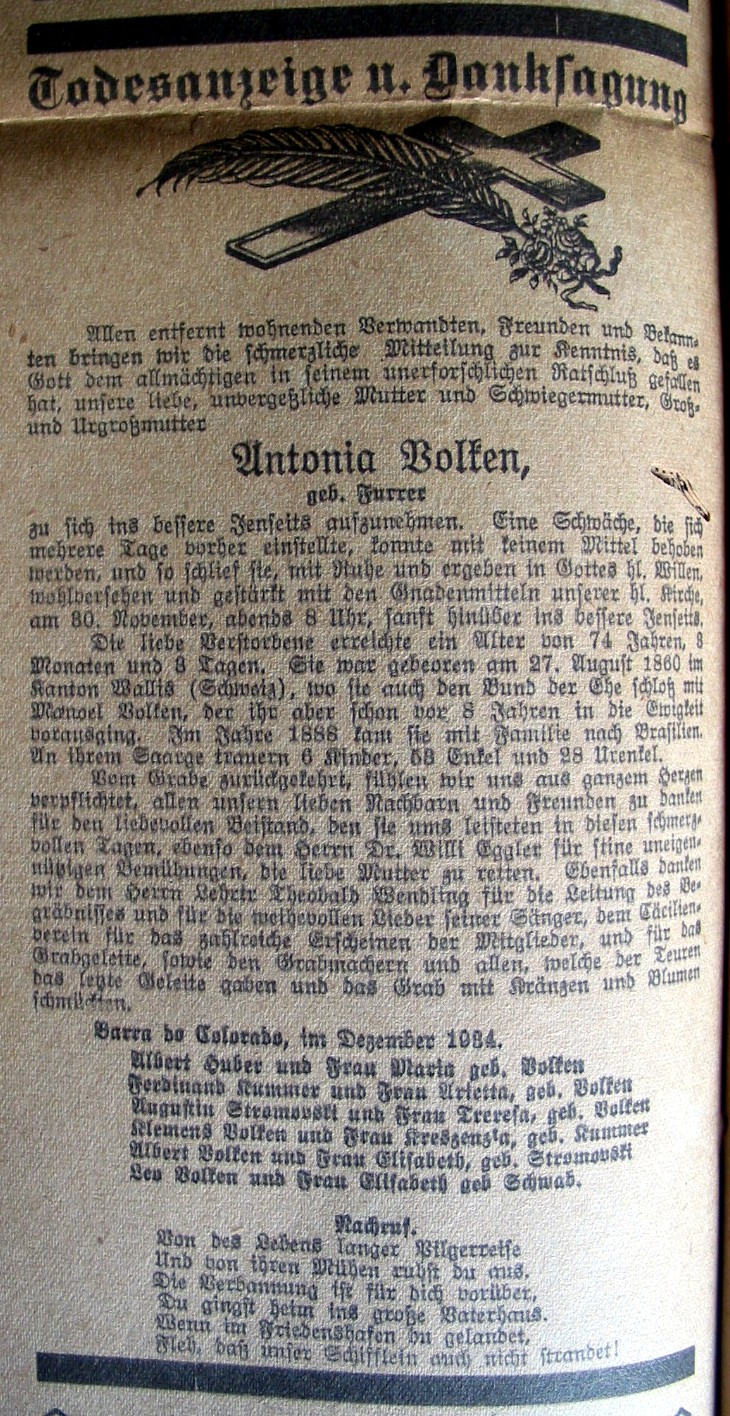 Todesanzeige u. Danksagung
Allen entfernt wohnenden Verwandten, Freunden und Bekann-
ten bringen wir die schmerzliche Mitteilung zur Kenntnis, daß es
Gott dem allmächtigen in seinem unerforschlichen Ratschluß gefallen
hat, unsere liebe, unvergeßliche Mutter und Schwiegermutter, Groß-
und Urgroßmutter
Antonia Volken,
geb. Furrer
zu sich ins bessere Jenseits aufzunehmen. Eine Schwäche, die sich
mehrere Tage vorher einstellte, konnte mit keinem Mittel behoben
werden, und so schlief sie, mit Ruhe und ergeben in Gottes hl. Willen,
wohlversehen und gestärkt mit den Gnadenmitteln unserer hl. Kirche,
am 30. November, abends 8 Uhr, sanft hinüber ins bessere Jenseits.
Die liebe Verstorbene erreichte ein Alter von 74 Jahren, 3
Monaten und 3 Tagen. Sie war geboren am 27. August 1860 im
Kanton Wallis (Schweiz), wo sie auch den Bund der Ehe schloß mit
Manoel Volken, der ihr aber schon vor 8 Jahren in die Ewigkeit
vorausging. Im Jahre 1888 kam sie mit Familie nach Brasilien.
An ihrem Saarge trauern 6 Kinder, 53 Enkel und 28 Urenkel.
Vom Grabe zurückgekehrt, fühlen wir uns aus ganzem Herzen
verpflichtet, allen unsern lieben Nachbarn und Freunden zu danken
für den liebevollen Beistand, den sie uns leisteten in diesen schmerz-
vollen Tagen, ebenso dem Herrn Dr. Willi Eggler für stine uneigen-
nützigen Bemühungen, die liebe Mutter zu retten. Ebenfalls danken
wir dem Herrn Lehrer Theobald Wendling für die Leitung des Be-
gräbnisses und für die weihevollen Lieder seiner Sänger, dem Cäcilien-
verein für das zahlreiche Erscheinen der Mitglieder, und für das
Grabgeleite, sowie den Grabmachern und allen, welche der Teuren
das letzte Geleite gaben und das Grab mit Kränzen und Blumen
schmückten.
Barra do Colorado, im Dezember 1934.
Albert Huber und Frau Maria geb. Volken
Ferdinand Kummer und Frau Arletta, geb. Volken
Augustin Stromovski und Frau Treresa, geb. Volken
Klemens Volken und Frau Kreszenzia, geb. Kummer
Albert Volken und Frau Elisabeth, geb. Stromovski
Leo Volken und Frau Elisabeth geb Schwab.
Nachruf.
Von des Lebens langer Pilgerreise
Und von ihren Mühen ruhst du aus.
Die Verbannung ist für dich vorüber,
Du gingst heim ins große Vaterhaus.
Wenn im Friedenshafen du gelandet,
Fleh, daß unser Schifflein auch nicht strandet!